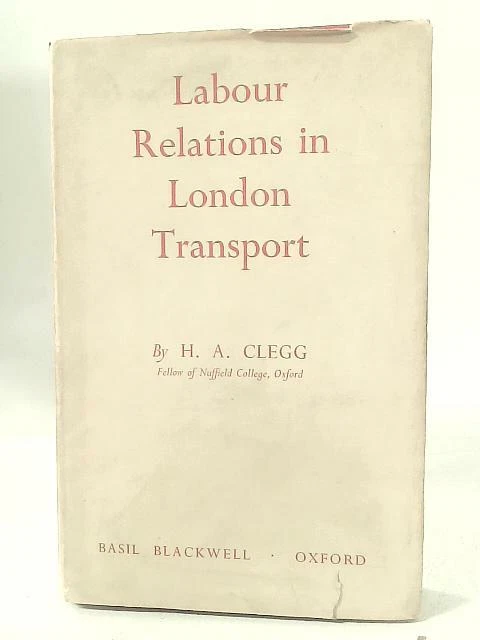 Labour
Relations in
London
Transport
By H. A. CLEGG
Fellow of Nuffield College, Oxford
BASIL BLACKWELL · OXFORD